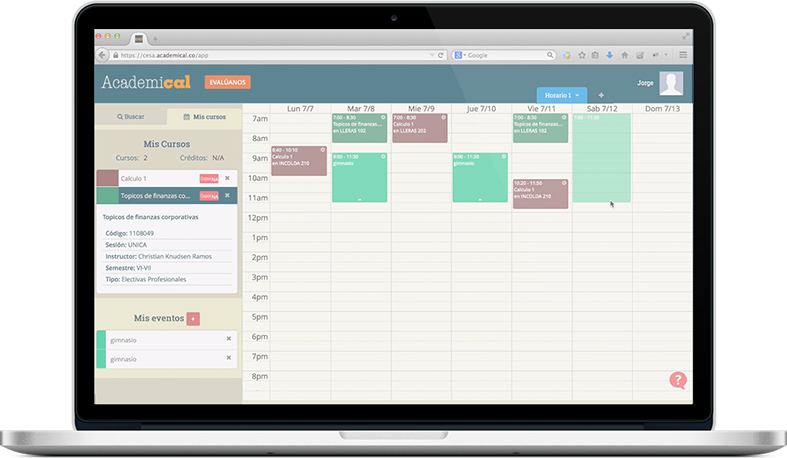 https://cesa.academical.co/app
Google
Academical
EVALÚANOS
Jorge
Horario 1
+
Buscar
Mis cursos
Mis Cursos
Cursos: 2
Créditos: N/A
Calculo 1
Topicos de finanzas co...
Topicos de finanzas corporativas
Código: 1108049
Sesión: UNICA
Instructor: Christian Knudsen Ramos
Semestre: VI-VII
Tipo: Electivas Profesionales
Mis eventos +
gimnasio
gimnasio
Lun 7/7
Mar 7/8
Mie 7/9
Jue 7/10
Vie 7/11
Sab 7/12
Dom 7/13
7am
8am
9am
10am
11am
12pm
1pm
2pm
3pm
4pm
5pm
6pm
7pm
8pm
8:40 - 10:10
Calculo 1
en INCOLDA 210
7:00 - 8:30
Topicos de finanzas...
en LLERAS 102
9:00 - 11:30
gimnasio
7:00 - 8:30
Calculo 1
en LLERAS 202
9:00 - 11:30
gimnasio
7:00 - 8:30
Topicos de finanzas...
en LLERAS 102
10:20 - 11:50
Calculo 1
en INCOLDA 210
7:00 - 11:30
?